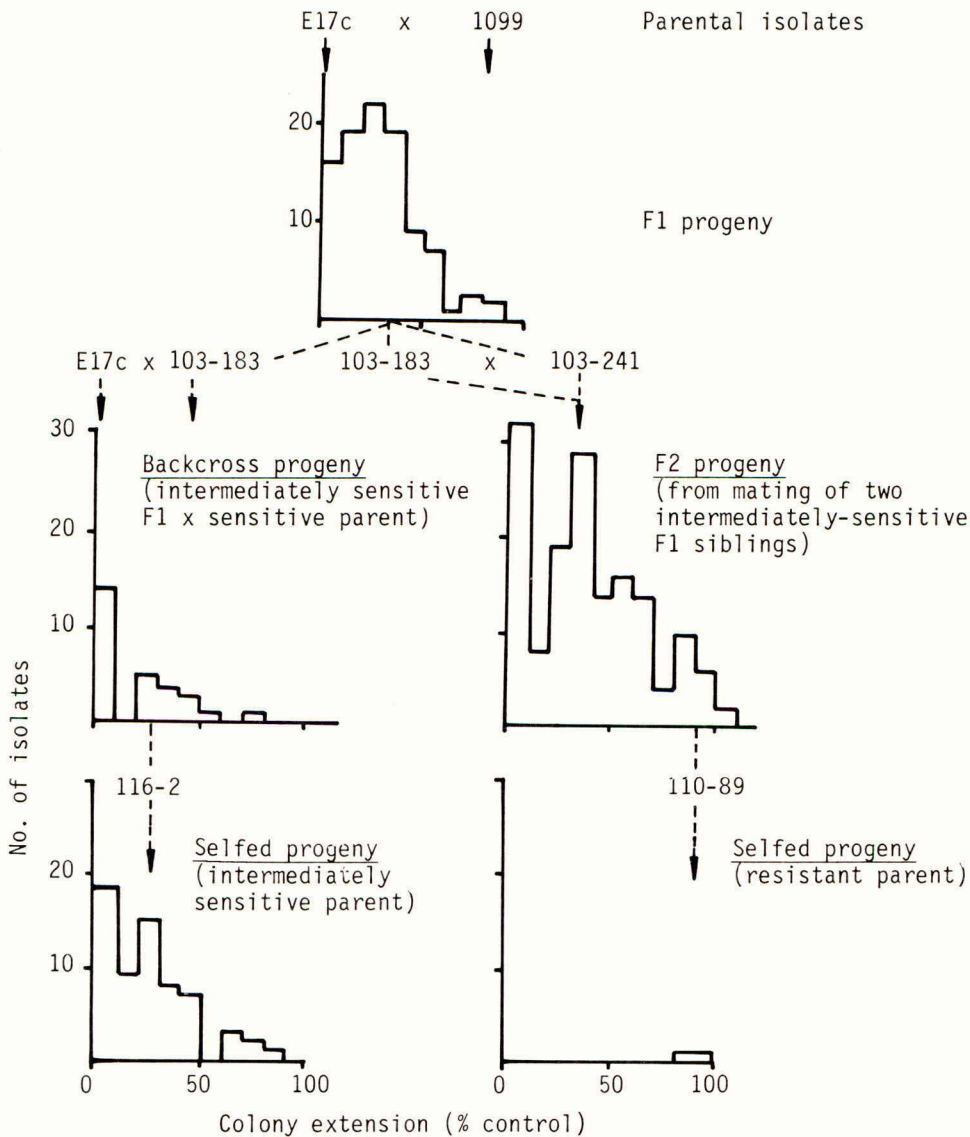 E17c x 1099 Parental isolates
20
10
F1 progeny
E17c x 103-183 103-183 x 103-241
30
20
10
Backcross progeny
(intermediately sensitive
F1 x sensitive parent)
F2 progeny
(from mating of two
intermediately-sensitive
F1 siblings)
No. of isolates
116-2 110-89
20
10
Selfed progeny
(intermediately
sensitive parent)
Selfed progeny
(resistant parent)
0 50 100 0 50 100
Colony extension (% control)